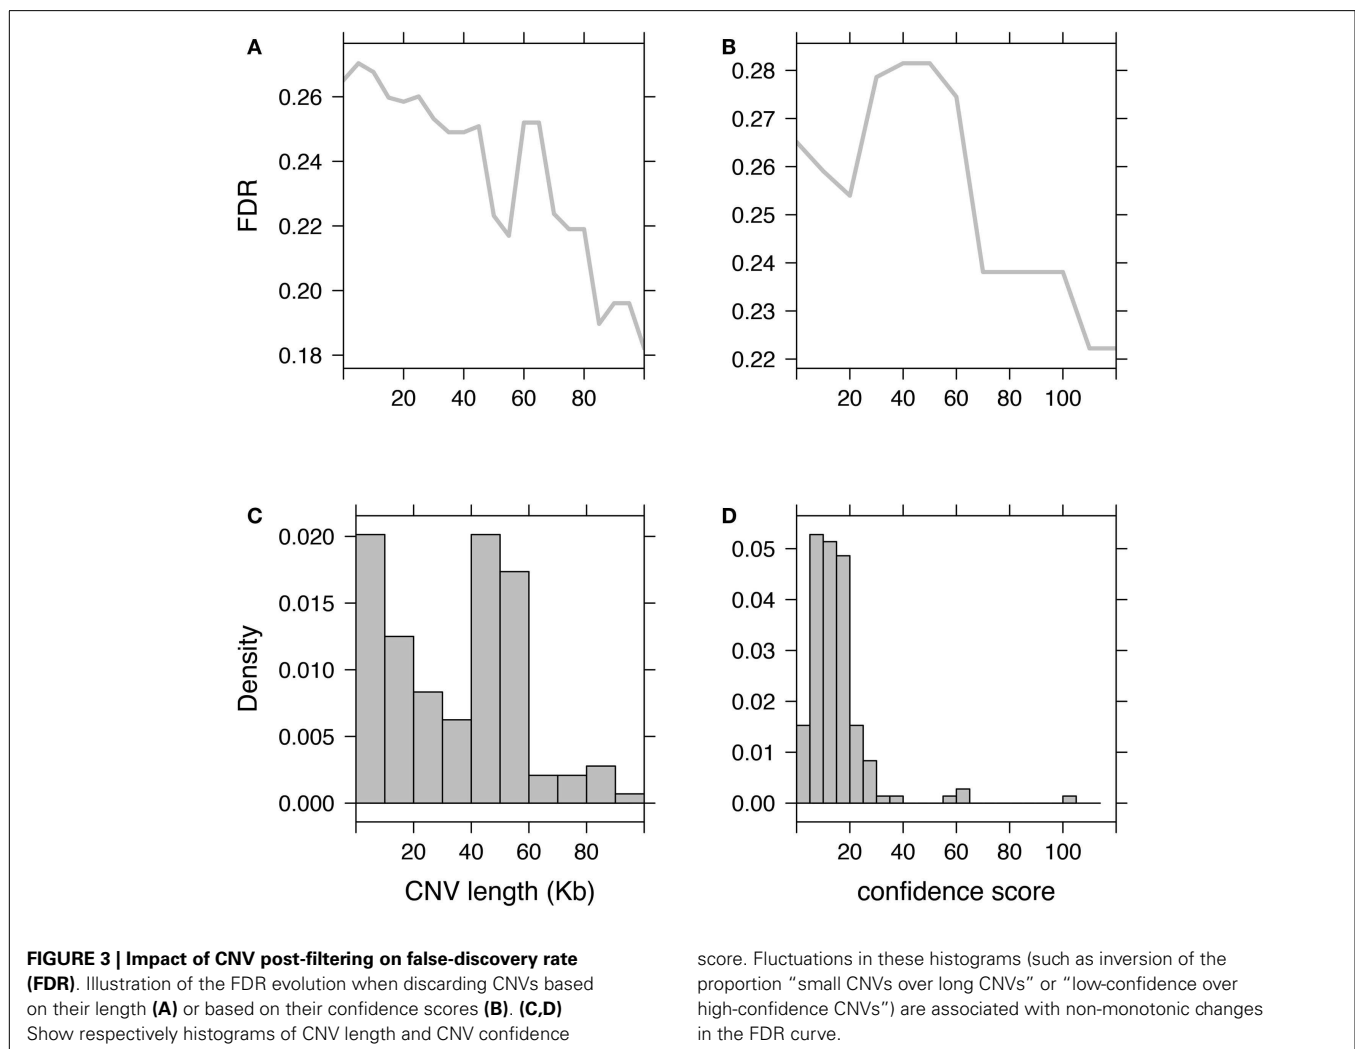 A
0.26
0.24
0.22
0.20
0.18
FDR
20 40 60 80
B
0.28
0.27
0.26
0.25
0.24
0.23
0.22
20 40 60 80 100
C
0.020
0.015
0.010
0.005
0.000
Density
20 40 60 80
CNV length (Kb)
D
0.05
0.04
0.03
0.02
0.01
0.00
20 40 60 80 100
confidence score
FIGURE 3 | Impact of CNV post-filtering on false-discovery rate
(FDR). Illustration of the FDR evolution when discarding CNVs based
on their length (A) or based on their confidence scores (B). (C,D)
Show respectively histograms of CNV length and CNV confidence
score. Fluctuations in these histograms (such as inversion of the
proportion “small CNVs over long CNVs” or “low-confidence over
high-confidence CNVs”) are associated with non-monotonic changes
in the FDR curve.